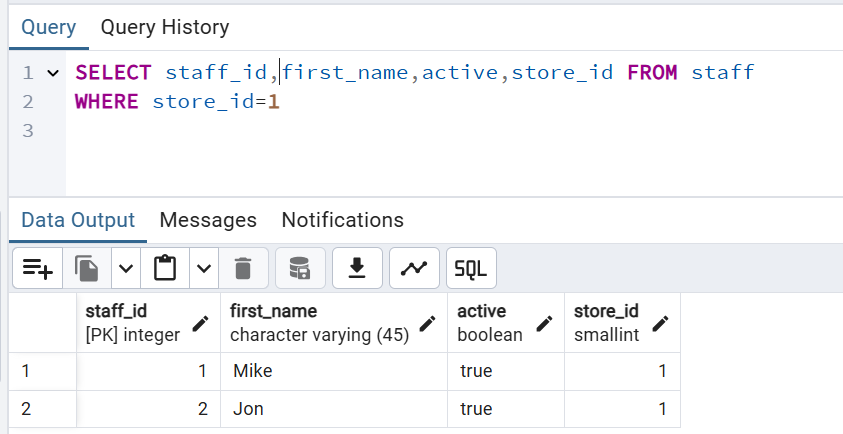 Query Query History
1 SELECT staff_id,first_name,active,store_id FROM staff
2 WHERE store_id=1
3
Data Output Messages Notifications
SQL
staff_id first_name active store_id
[PK] integer character varying (45) boolean smallint
1 1 Mike true 1
2 2 Jon true 1